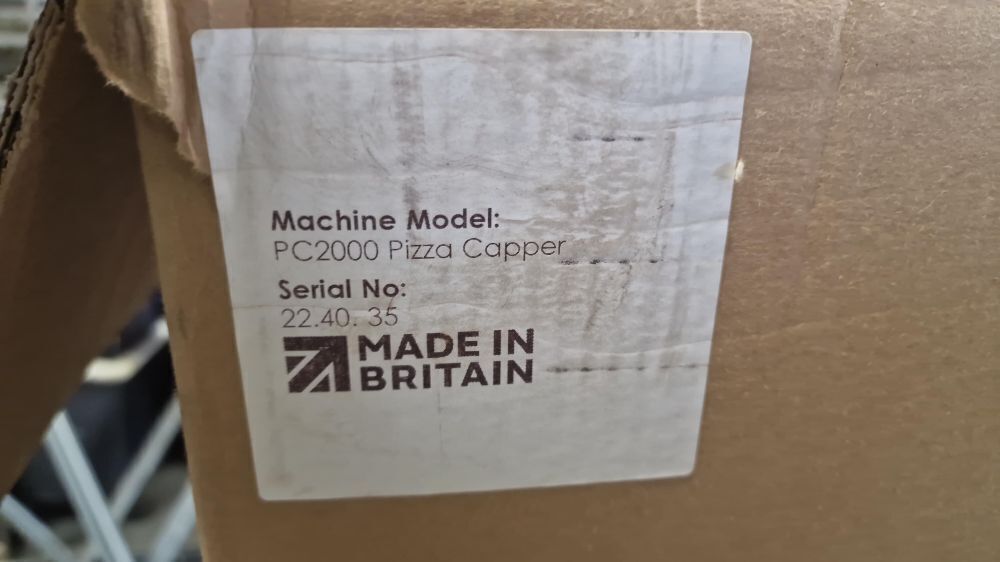 Machine Model:
PC2000 Pizza Capper
Serial No:
22.40. 35
MADE IN
BRITAIN